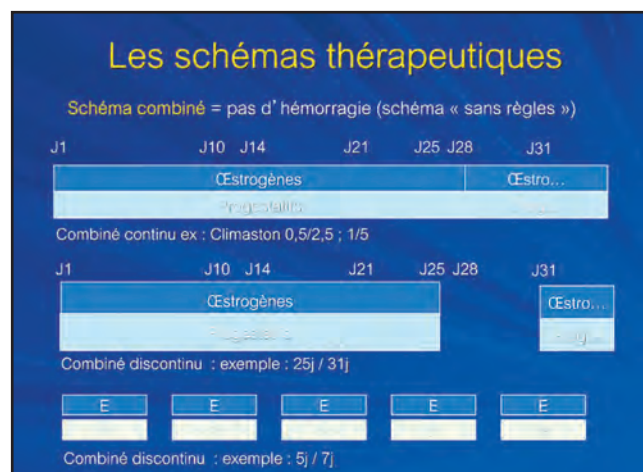 Les schémas thérapeutiques
Schéma combiné = pas d'hémorragie (schéma « sans règles »)
J1 J10 J14 J21 J25 J28 J31
Œstrogènes Œstro...
Progestatifs
Combiné continu ex : Climaston 0,5/2,5 ; 1/5
J1 J10 J14 J21 J25 J28 J31
Œstrogènes Œstro...
Progestatifs
Combiné discontinu : exemple : 25j / 31j
E E E E E
Combiné discontinu : exemple : 5j / 7j